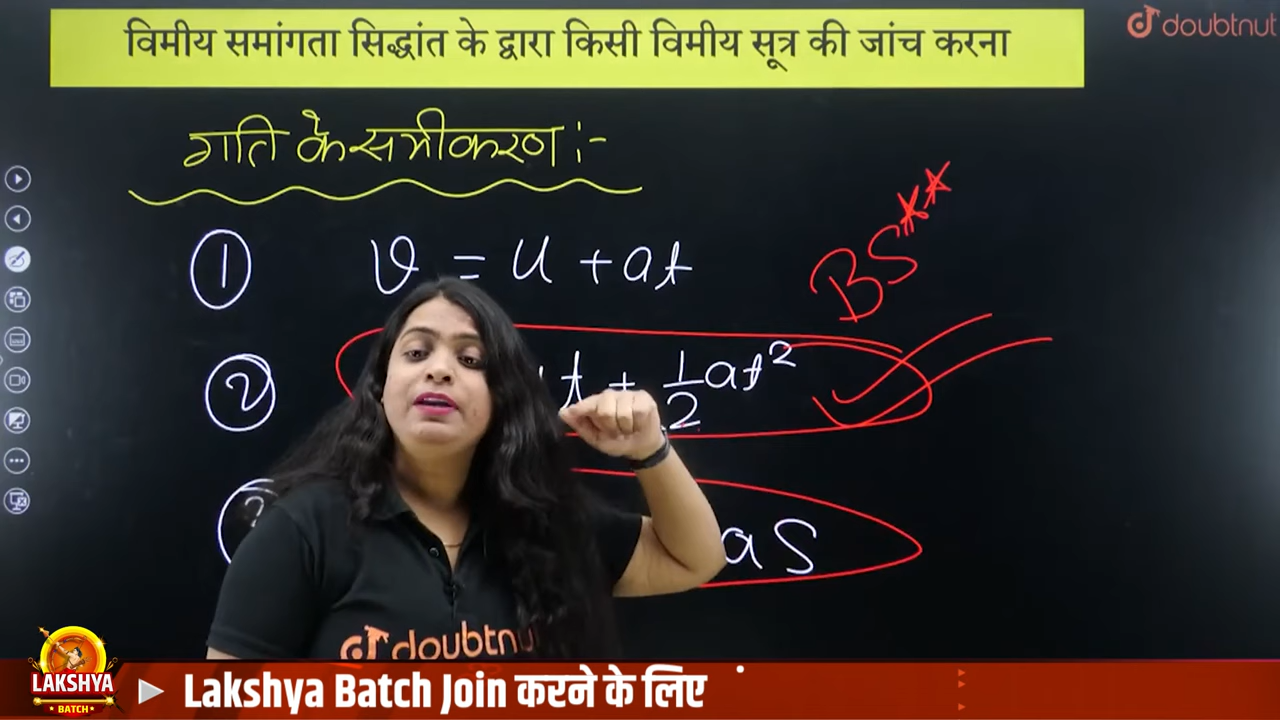 विमीय समांगता सिद्धांत के द्वारा किसी विमीय सूत्र की जांच करना
doubtnut
गति के समीकरण :-
BS**
① v = u + at
② t + 1/2 at²
aS
doubtnu
LAKSHYA
BATCH
Lakshya Batch Join करने के लिए